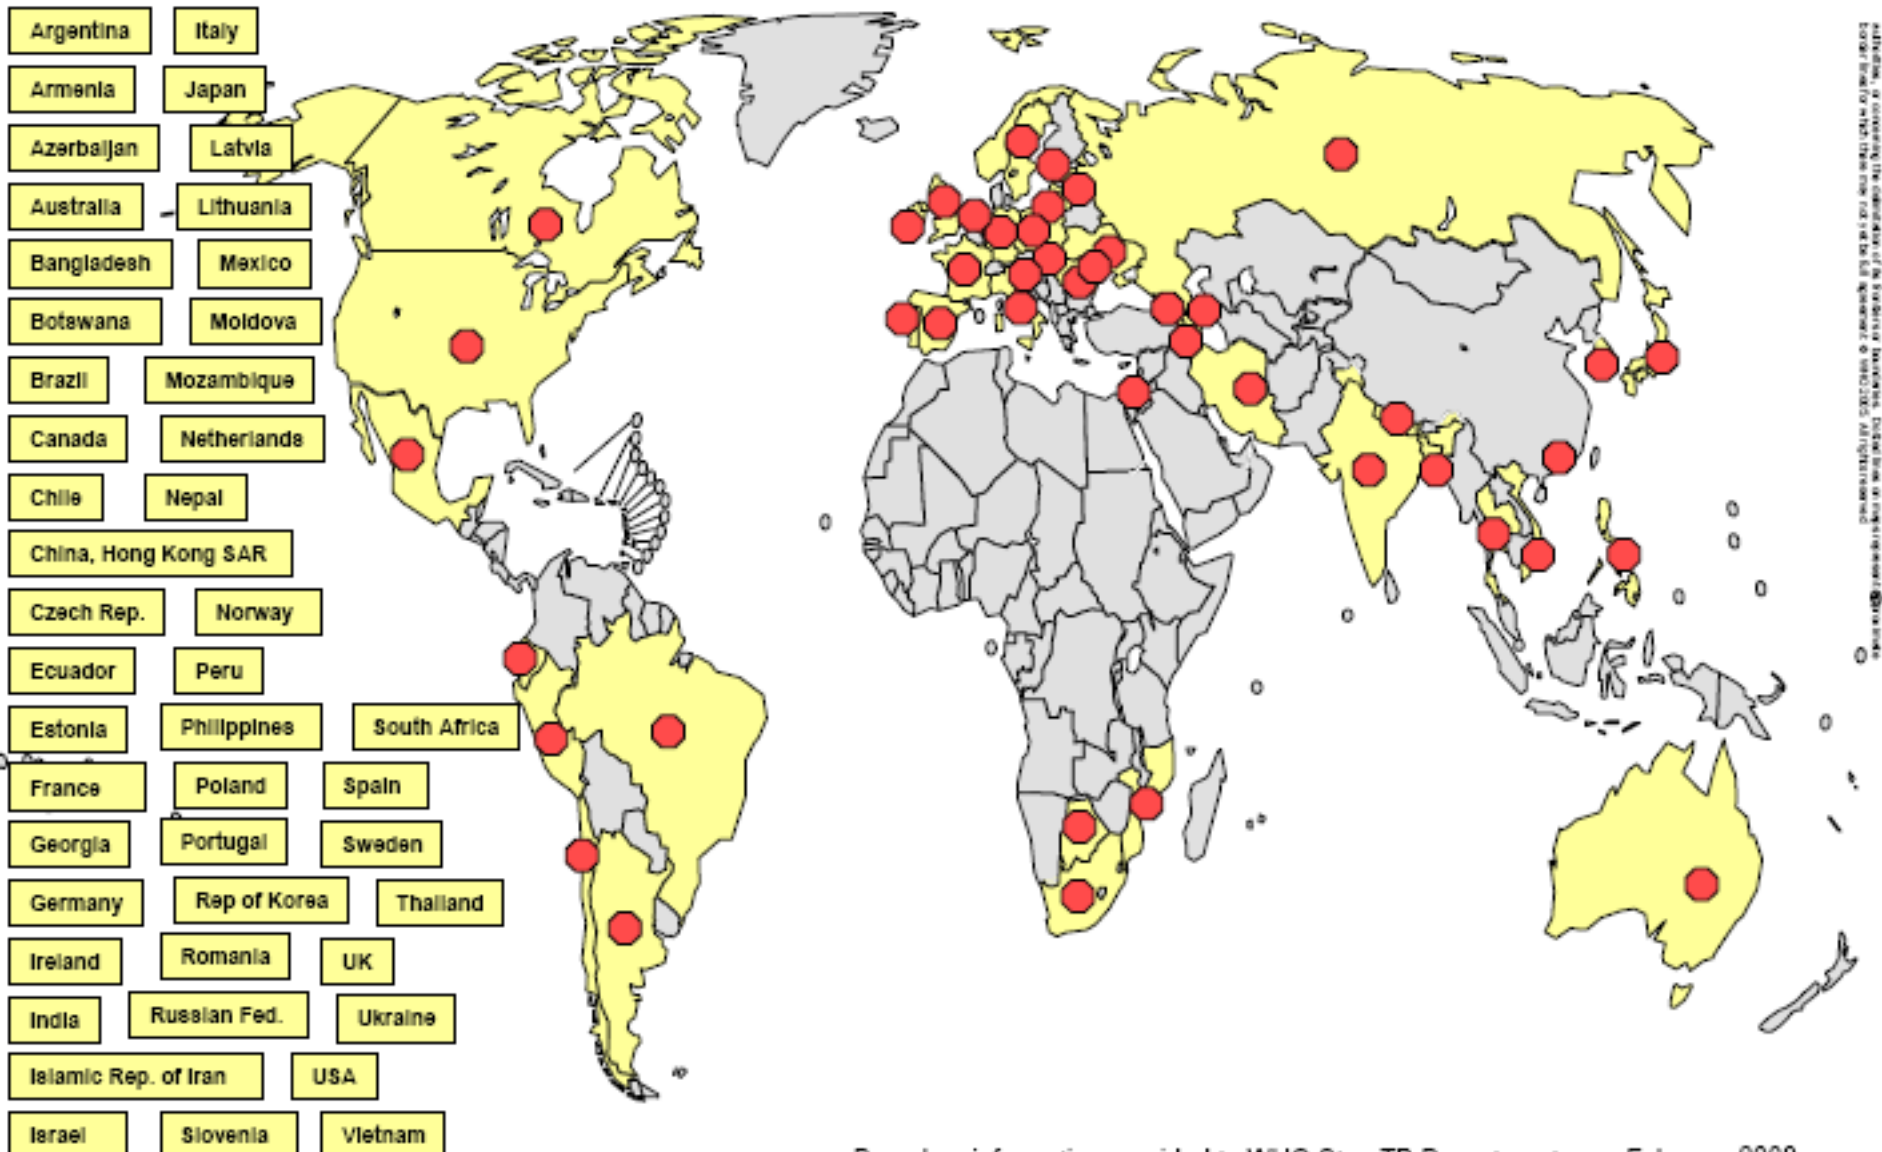 Argentina Italy
Armenia Japan
Azerbaijan Latvia
Australia Lithuania
Bangladesh Mexico
Botswana Moldova
Brazil Mozambique
Canada Netherlands
Chile Nepal
China, Hong Kong SAR
Czech Rep. Norway
Ecuador Peru
Estonia Philippines South Africa
France Poland Spain
Georgia Portugal Sweden
Germany Rep of Korea Thailand
Ireland Romania UK
India Russian Fed. Ukraine
Islamic Rep. of Iran USA
Israel Slovenia Vietnam